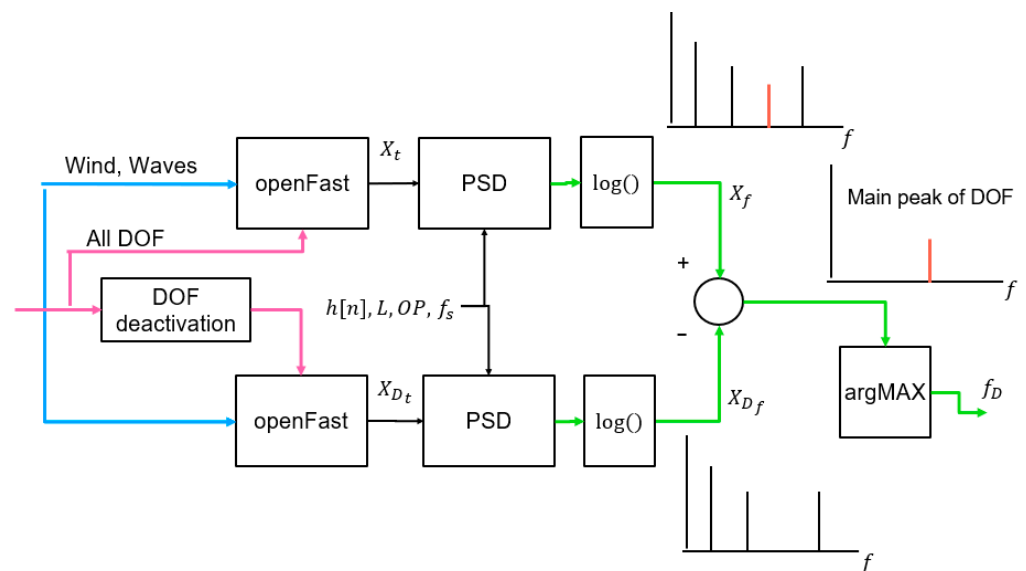 f
Wind, Waves
openFast
X_t
PSD
log()
X_f
Main peak of DOF
f
All DOF
+
DOF
deactivation
h[n], L, OP, f_s
−
openFast
X_{D_t}
PSD
log()
X_{D_f}
argMAX
f_D
f